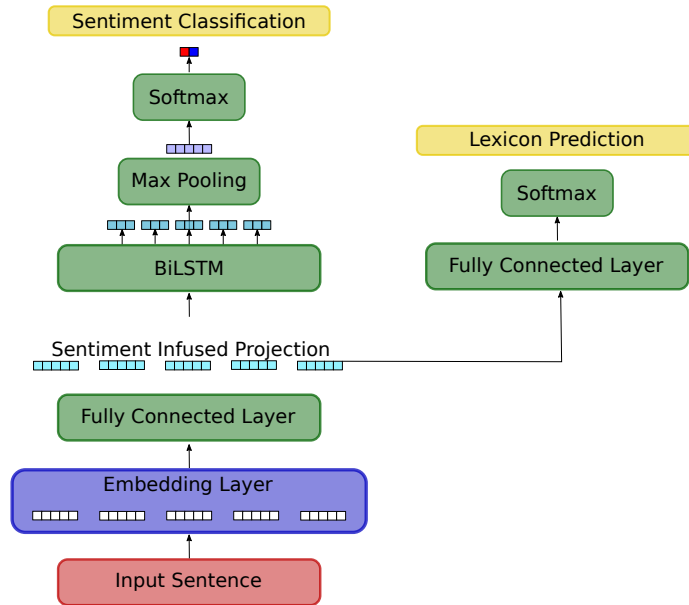 Sentiment Classification
Softmax
Max Pooling
BiLSTM
Sentiment Infused Projection
Fully Connected Layer
Embedding Layer
Input Sentence
Lexicon Prediction
Softmax
Fully Connected Layer